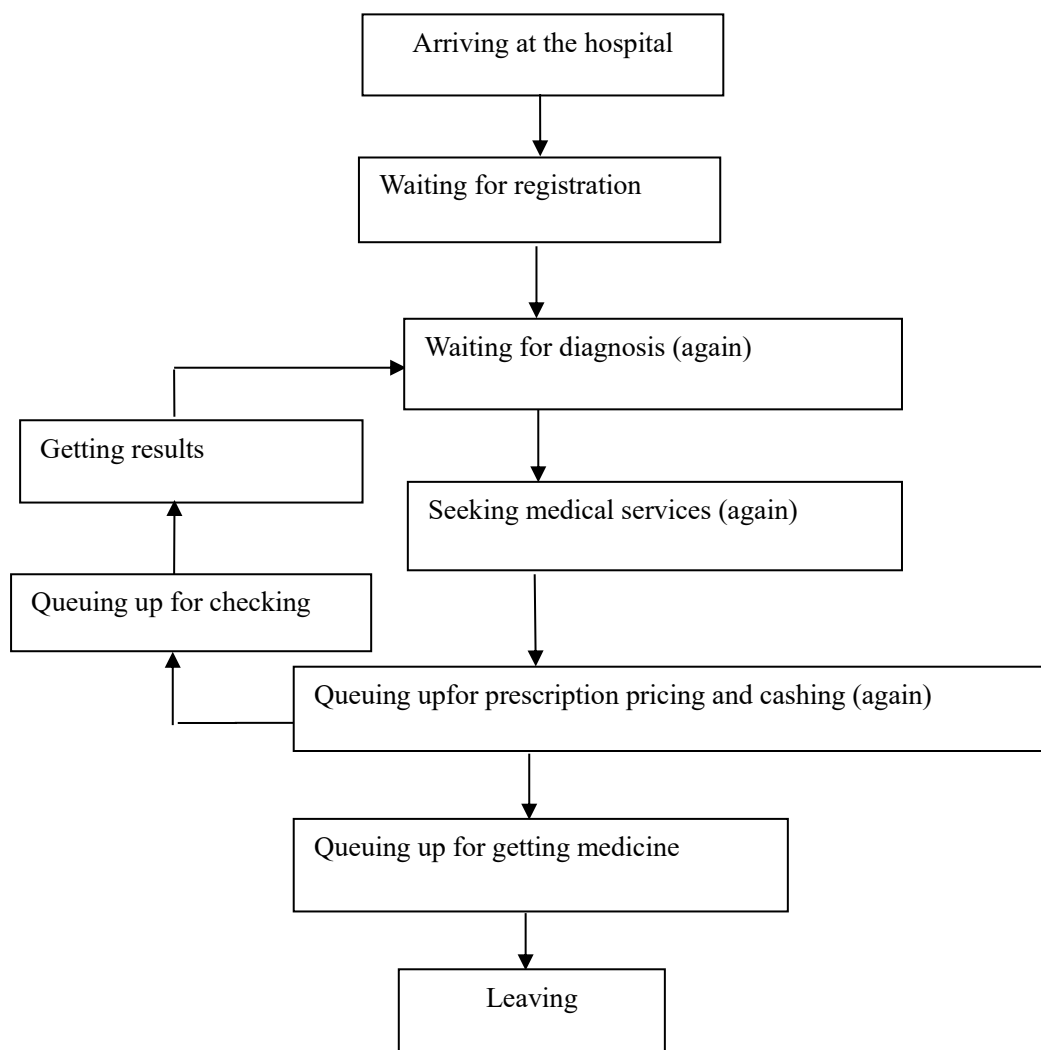 Arriving at the hospital
Waiting for registration
Waiting for diagnosis (again)
Getting results
Seeking medical services (again)
Queuing up for checking
Queuing upfor prescription pricing and cashing (again)
Queuing up for getting medicine
Leaving